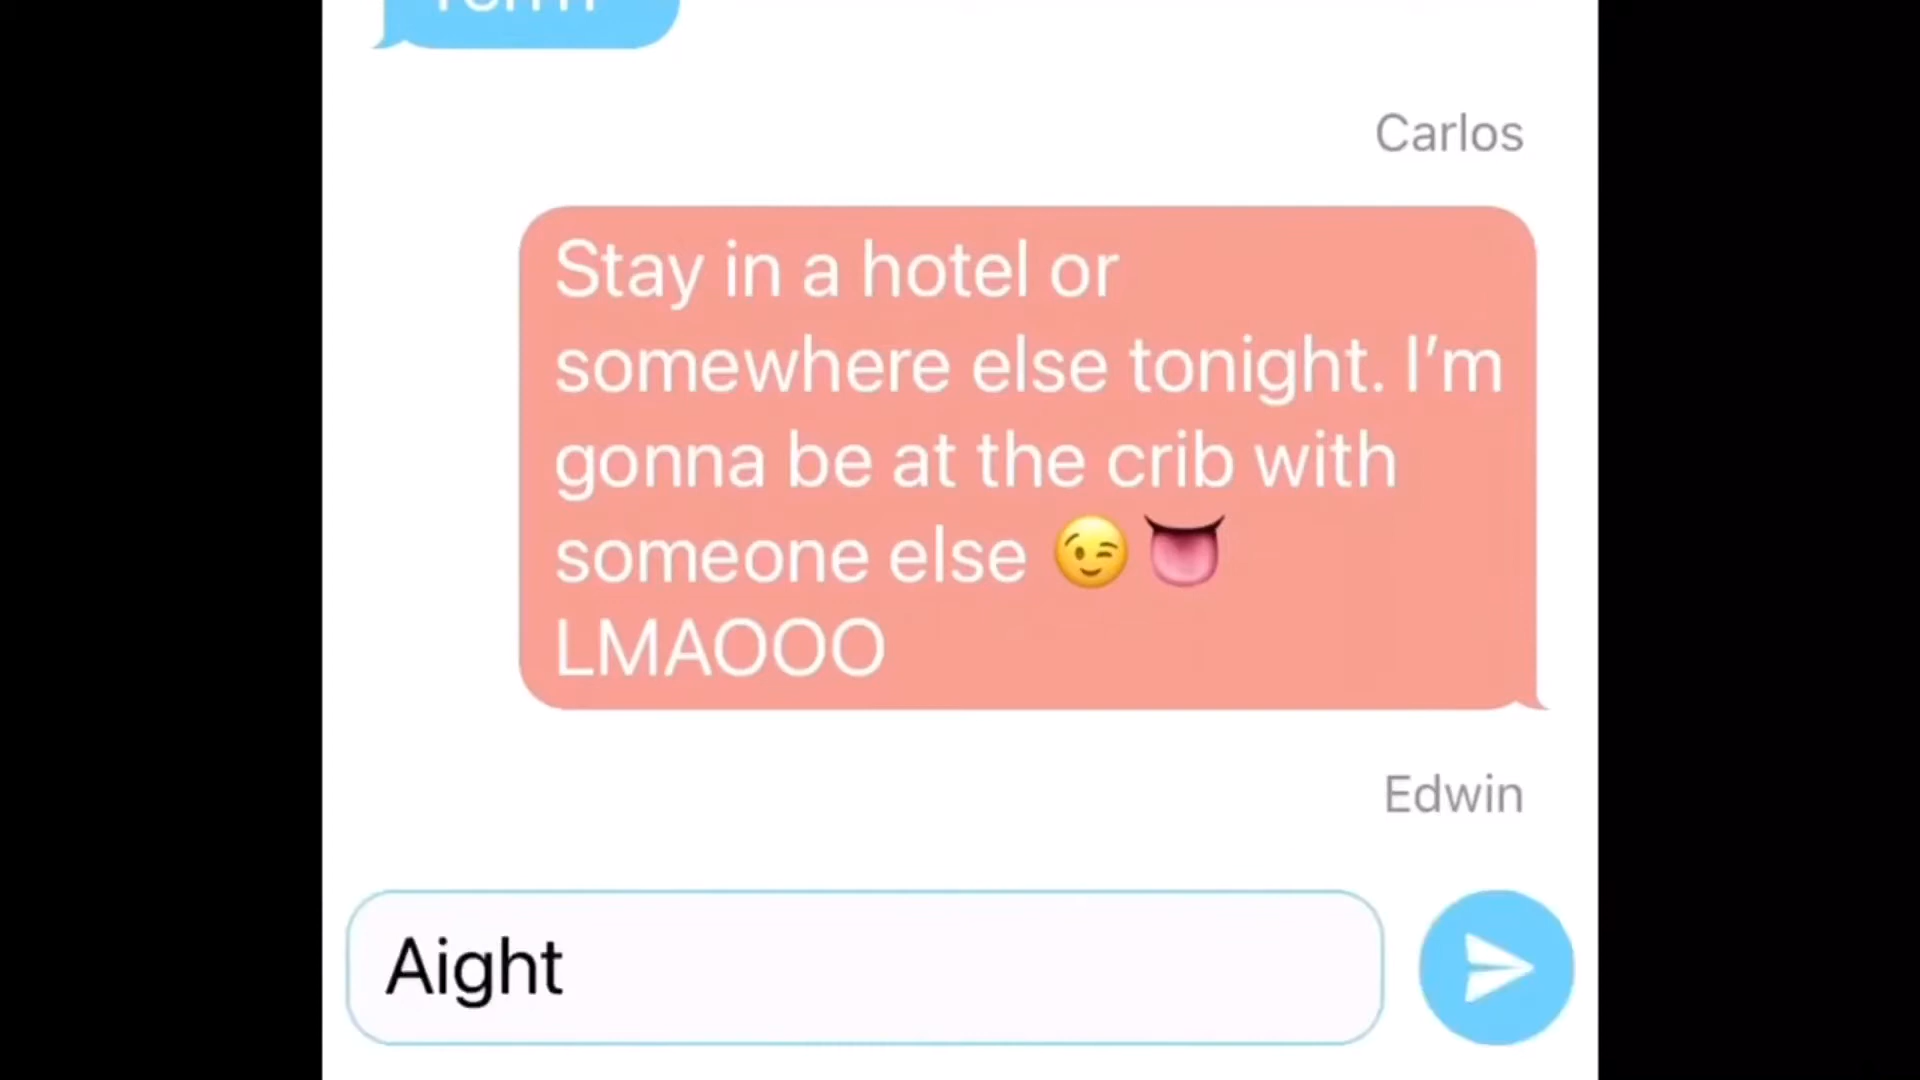 Carlos
Stay in a hotel or
somewhere else tonight. I’m
gonna be at the crib with
someone else 😉 👅
LMAOOO
Edwin
Aight